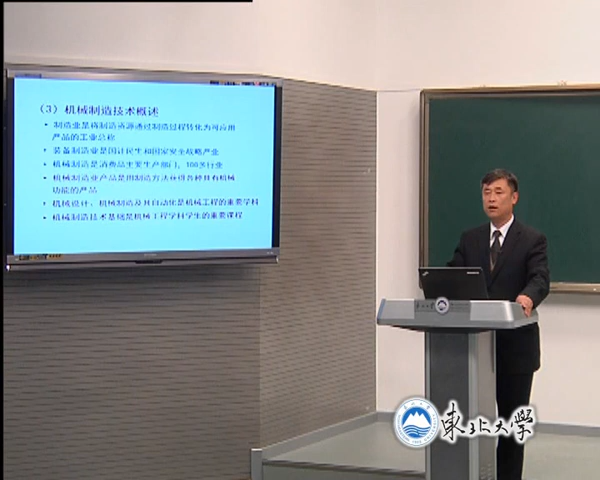 （3）机械制造技术概述
• 制造业是将制造资源通过制造过程转化为可应用
产品的工业总称
• 装备制造业是国计民生和国家安全战略产业
• 机械制造是消费品主要生产部门，100多行业
• 机械制造业产品是用制造方法获得各种具有机械
功能的产品
• 机械设计、机械制造及其自动化是机械工程的重要学科
• 机械制造技术基础是机械工程学科学生的重要课程
东北大学
東北大学